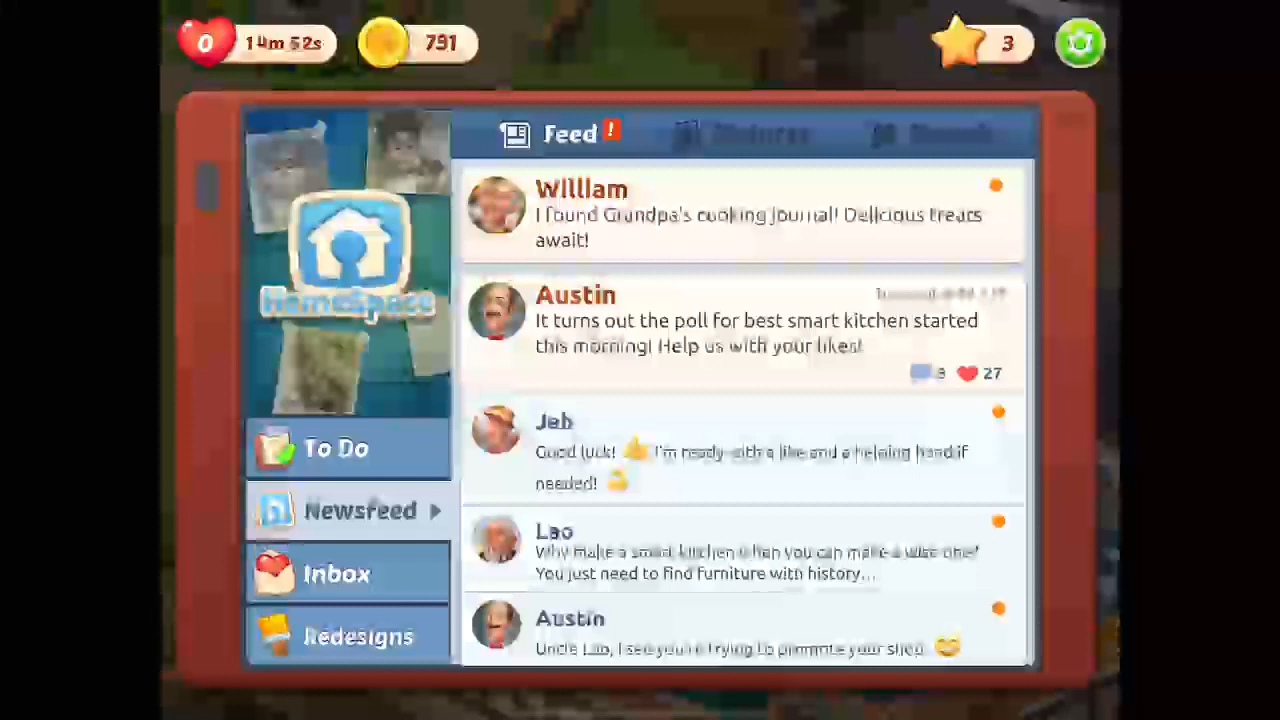 0 14m 52s 791 3
Feed !
William
I found Grandpa's cooking journal! Delicious treats
await!
Austin
It turns out the poll for best smart kitchen started
this morning! Help us with your likes!
3 27
Jeb
Good luck! I'm ready with a like and a helping hand if
needed!
Lao
Why make a smart kitchen when you can make a wise one?
You just need to find furniture with history...
Austin
Uncle Lao, I see you're trying to promote your shop.
HomeSpace
To Do
Newsfeed
Inbox
Redesigns